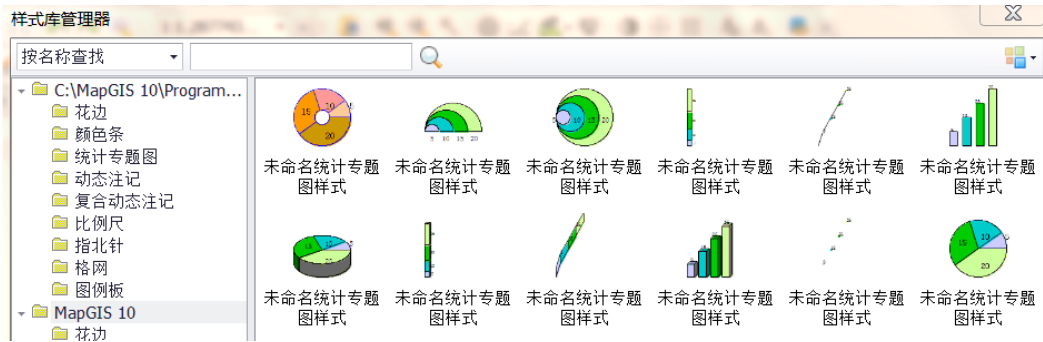 样式库管理器
按名称查找
C:\MapGIS 10\Program...
花边
颜色条
统计专题图
动态注记
复合动态注记
比例尺
指北针
格网
图例板
MapGIS 10
花边
未命名统计专题 未命名统计专题 未命名统计专题 未命名统计专题 未命名统计专题 未命名统计专题
图样式 图样式 图样式 图样式 图样式 图样式
未命名统计专题 未命名统计专题 未命名统计专题 未命名统计专题 未命名统计专题 未命名统计专题
图样式 图样式 图样式 图样式 图样式 图样式